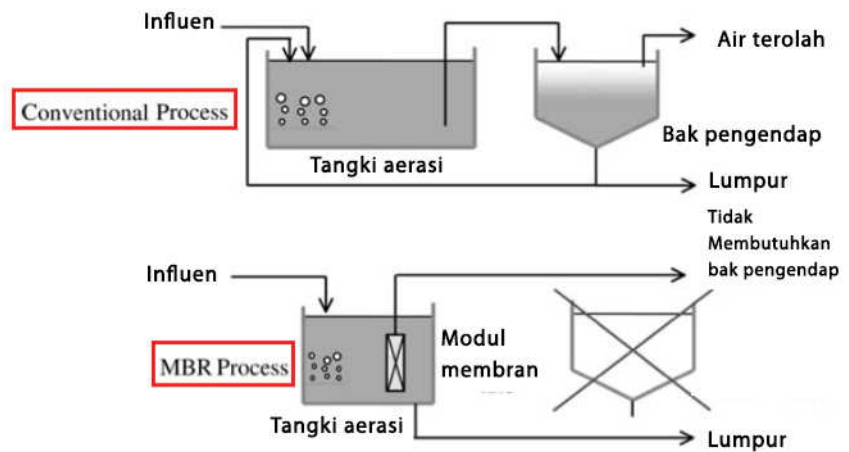 Influen
Air terolah
Conventional Process
Bak pengendap
Tangki aerasi
Lumpur
Tidak
Membutuhkan
bak pengendap
Influen
Modul
membran
MBR Process
Tangki aerasi
Lumpur